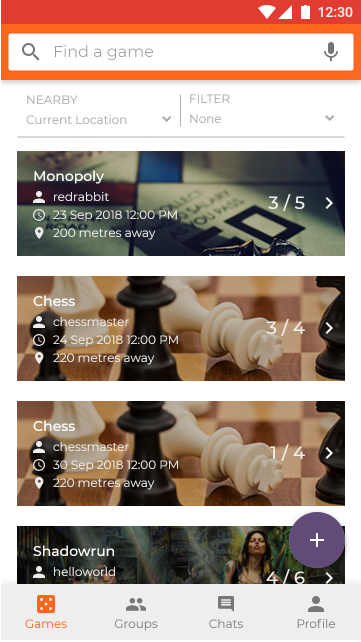 12:30
Find a game
NEARBY
FILTER
Current Location
None
Monopoly
redrabbit
23 Sep 2018 12:00 PM
200 metres away
3 / 5
Chess
chessmaster
24 Sep 2018 12:00 PM
220 metres away
3 / 4
Chess
chessmaster
30 Sep 2018 12:00 PM
220 metres away
1 / 4
Shadowrun
helloworld
4 / 6
Games
Groups
Chats
Profile